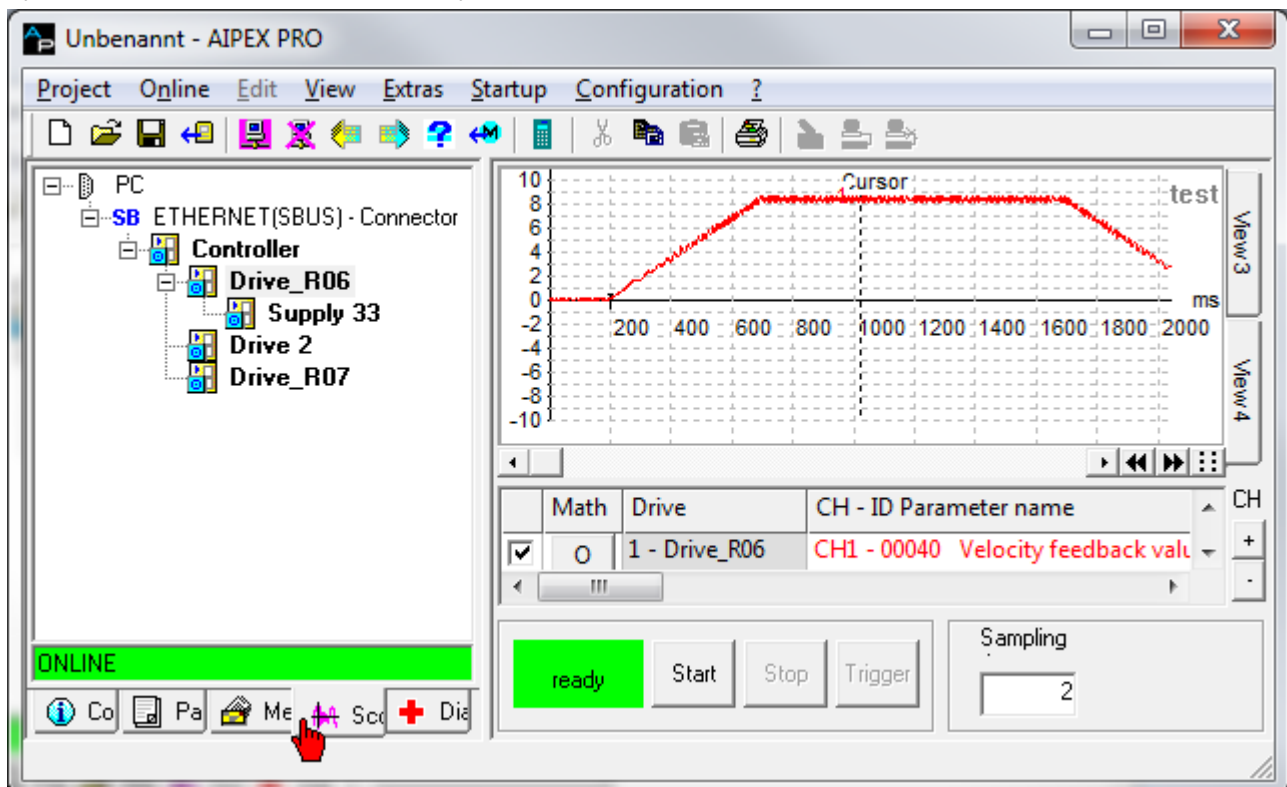 Unbenannt - AIPEX PRO
Project Online Edit View Extras Startup Configuration ?
PC
SB ETHERNET(SBUS) - Connector
Controller
Drive_R06
Supply 33
Drive 2
Drive_R07
ONLINE
Co Pa Me Sco Dia
10
8
6
4
2
0
-2
-4
-6
-8
-10
Cursor
test
ms
200 400 600 800 1000 1200 1400 1600 1800 2000
View3
View4
Math Drive CH - ID Parameter name
O 1 - Drive_R06 CH1 - 00040 Velocity feedback valu
CH
+
-
ready Start Stop Trigger
Sampling
2